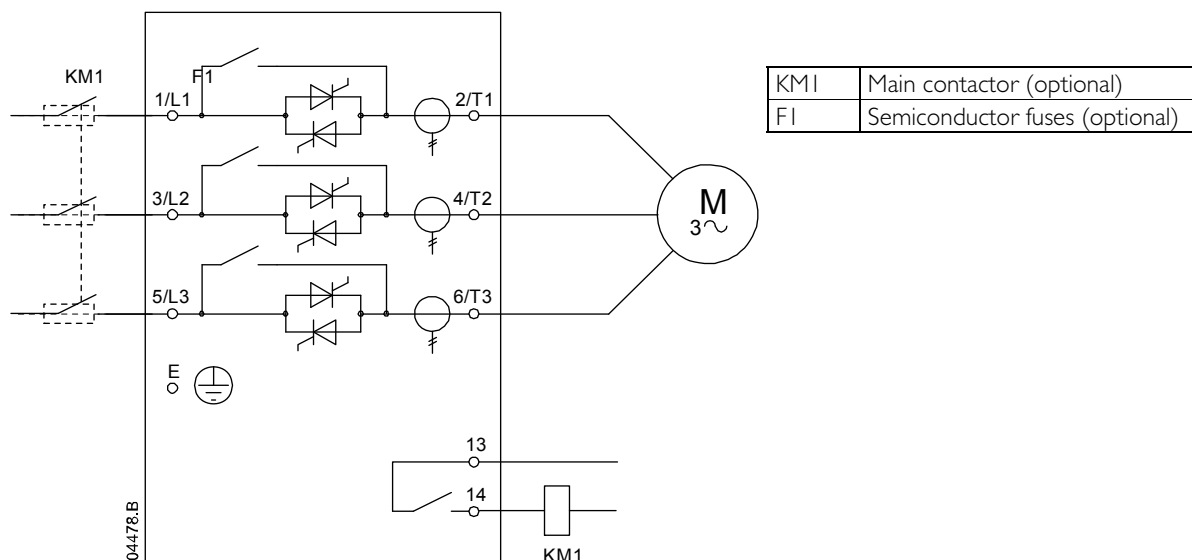 KM1
F1
1/L1
2/T1
3/L2
4/T2
5/L3
6/T3
M
3
E
13
14
KM1
04478.B
KM1 Main contactor (optional)
F1 Semiconductor fuses (optional)